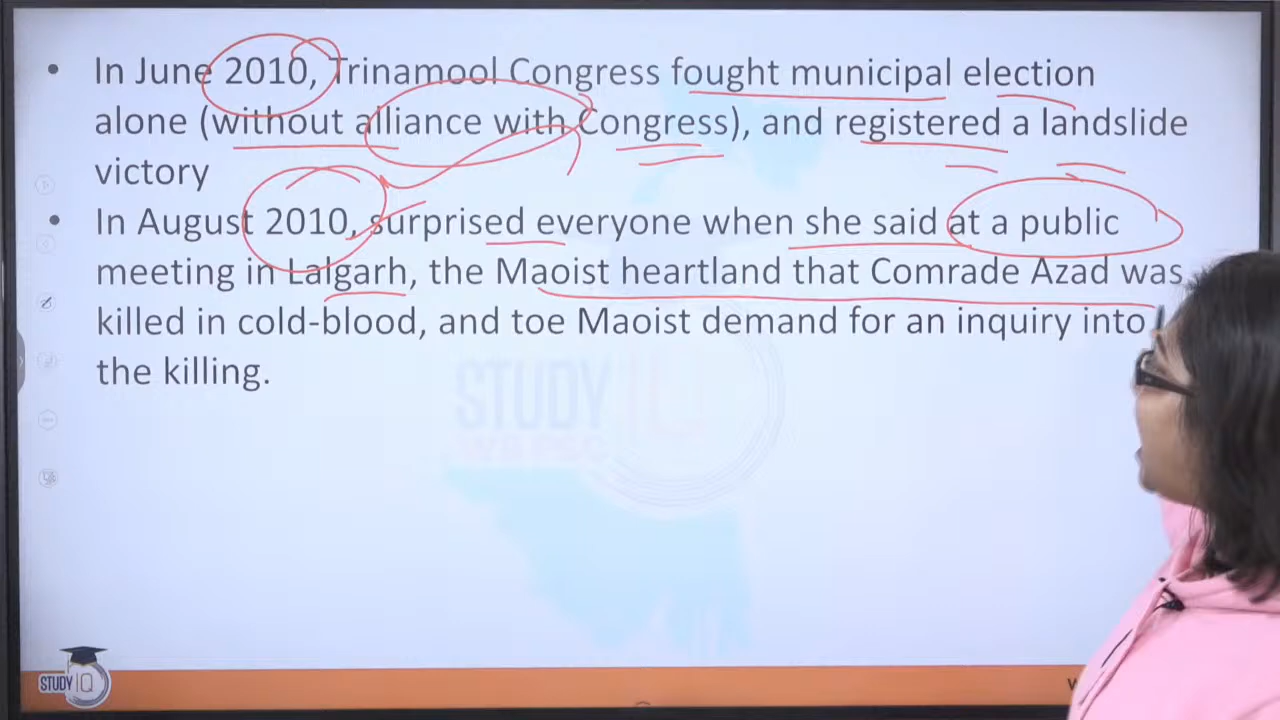 • In June 2010, Trinamool Congress fought municipal election
alone (without alliance with Congress), and registered a landslide
victory
• In August 2010, surprised everyone when she said at a public
meeting in Lalgarh, the Maoist heartland that Comrade Azad was
killed in cold-blood, and toe Maoist demand for an inquiry into
the killing.
STUDY IQ
STUDY IQ